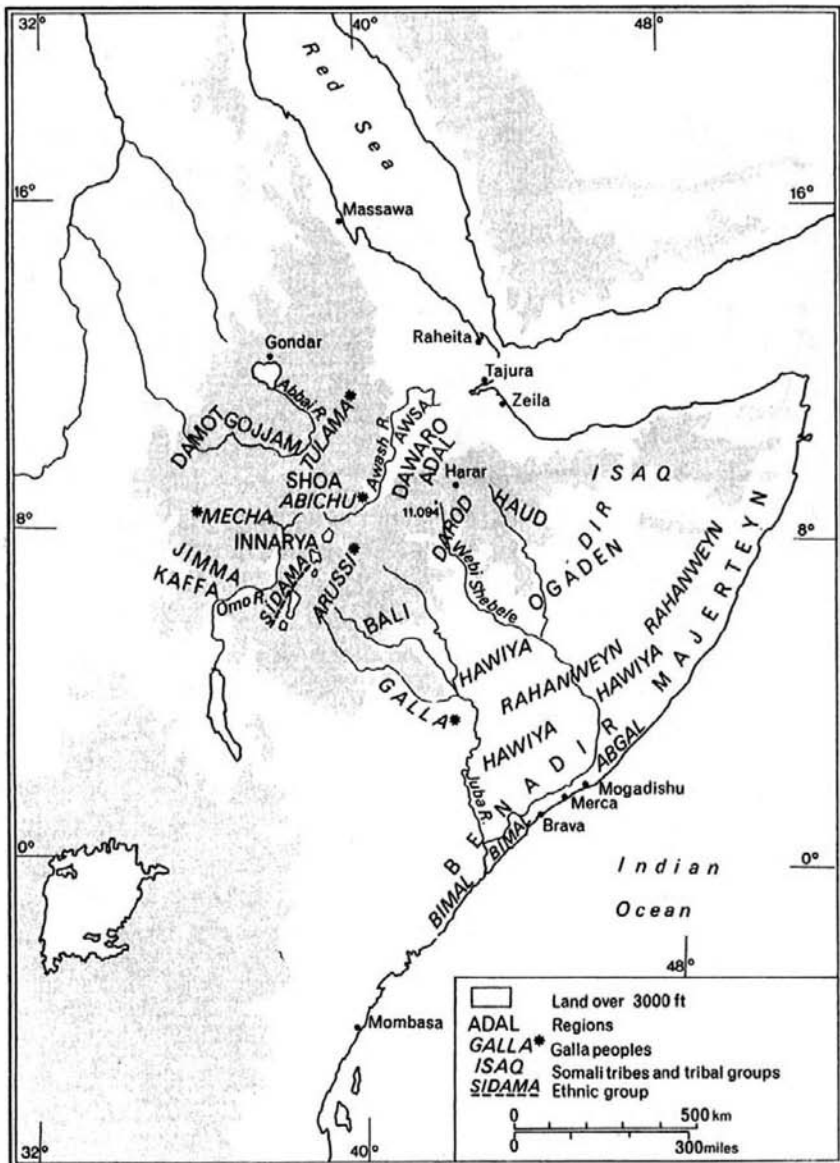 32° 40° 48°
Red Sea
16° 16°
Massawa
Raheita
Gondar
Tajura
Zeila
Abbai R.
DAMOT
GOJJAM
TULAMA*
Awash R.
AWSA
DAWARO
ADAL
SHOA
ABICHU*
Harar
ISAQ
11.094
HAUD
DIR
8° 8°
*MECHA
INNARYA
DAROD
OGADEN
JIMMA
KAFFA
Omo R.
SIDAMA
ARUSSI*
Webi Shebele
BALI
HAWIYA
RAHANWEYN
RAHANWEYN
HAWIYA
MAJERTEYN
GALLA*
HAWIYA
ABGAL
BENADIR
Juba R.
Mogadishu
Merca
Brava
BIMAL
BIMAL
0° 0°
Indian
Ocean
48°
Mombasa
Land over 3000 ft
ADAL Regions
GALLA* Galla peoples
ISAQ Somali tribes and tribal groups
SIDAMA Ethnic group
0 500 km
0 300 miles
32° 40°